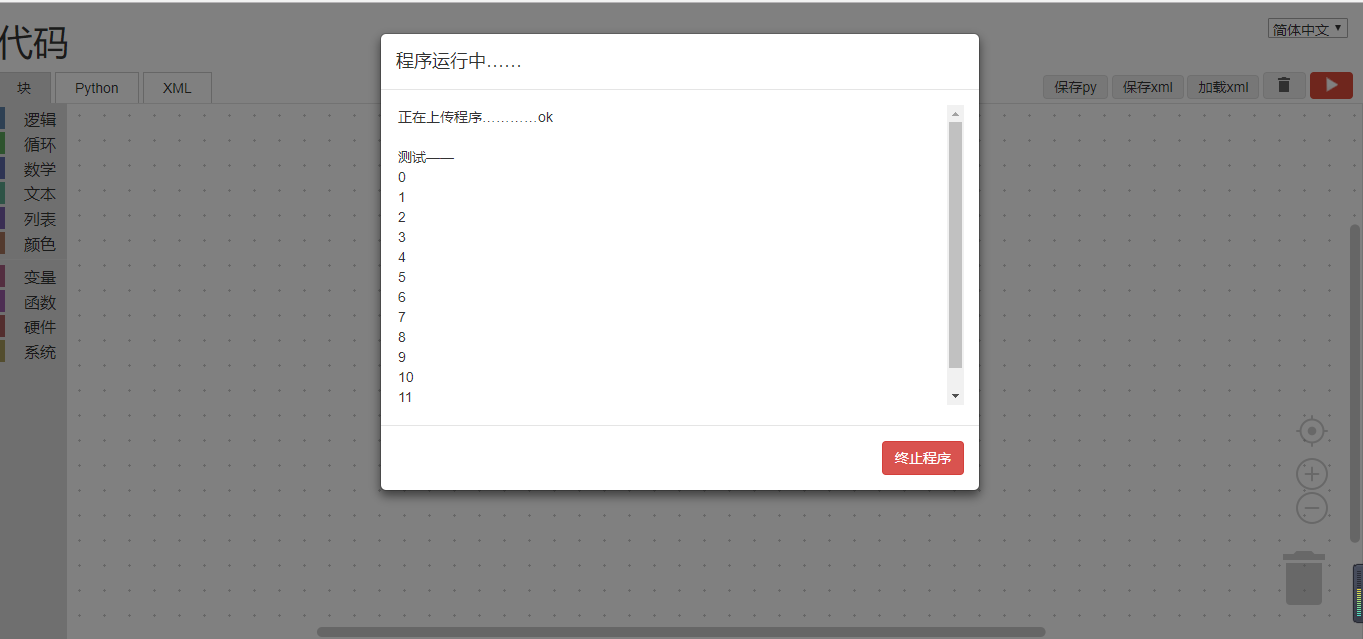 代码
简体中文
块 Python XML
保存py 保存xml 加载xml
逻辑
循环
数学
文本
列表
颜色
变量
函数
硬件
系统
程序运行中……
正在上传程序…………ok
测试——
0
1
2
3
4
5
6
7
8
9
10
11
终止程序